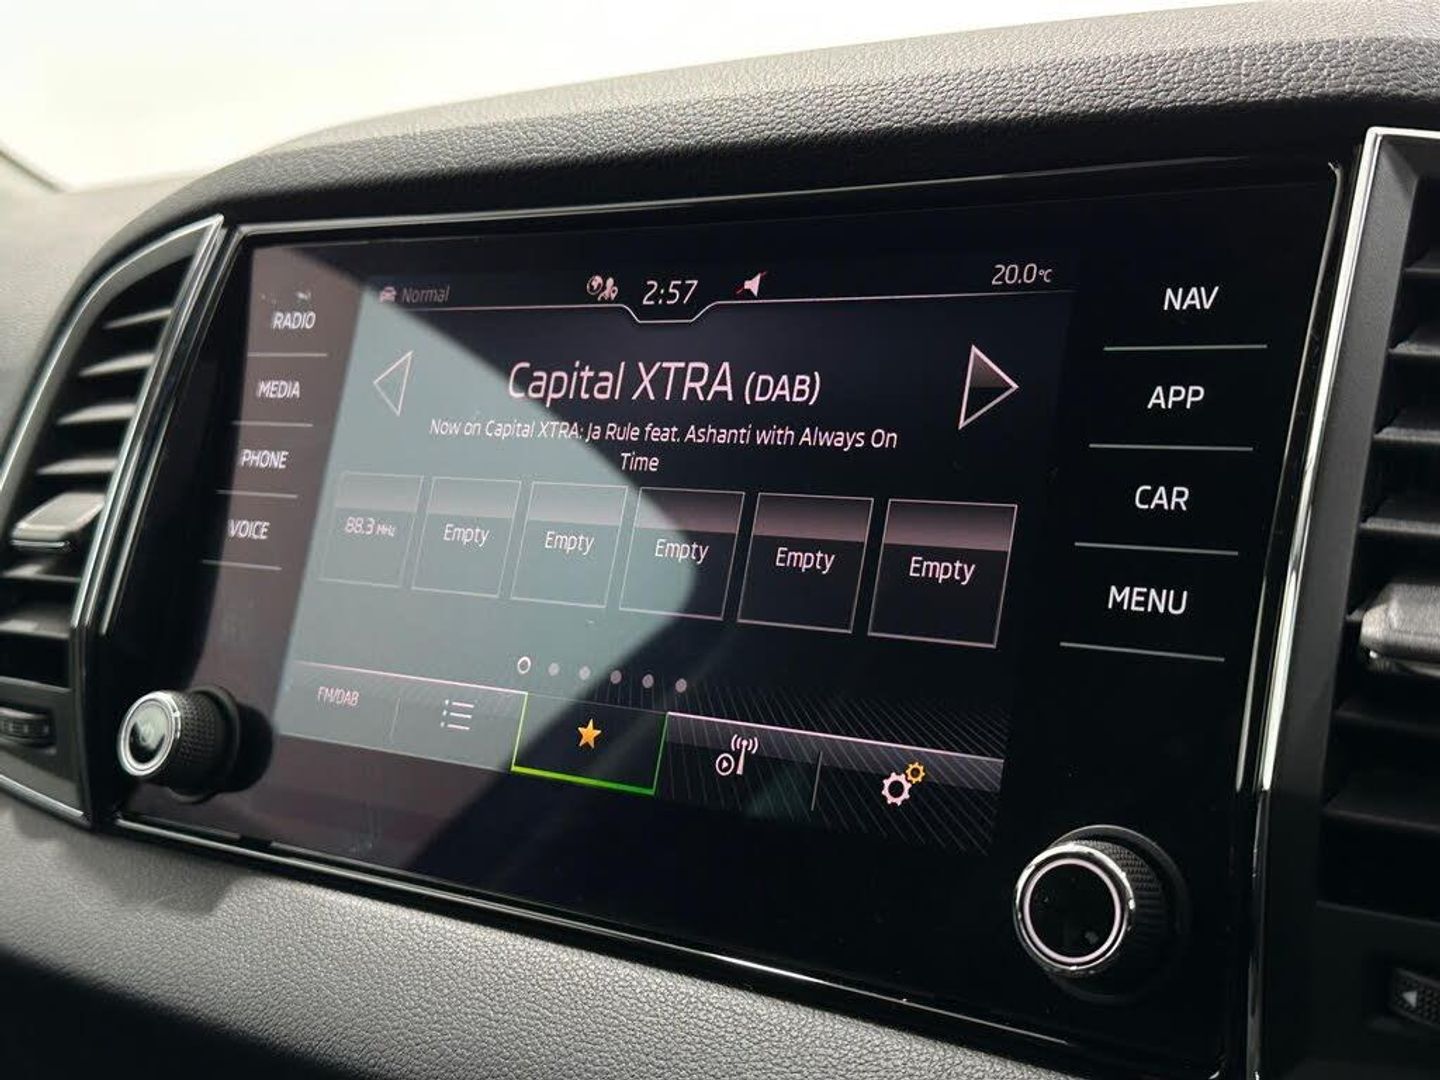 Normal
2:57
20.0°C
RADIO
MEDIA
PHONE
VOICE
Capital XTRA (DAB)
Now on Capital XTRA: Ja Rule feat. Ashanti with Always On
Time
88.3 MHz
Empty
Empty
Empty
Empty
Empty
FM/DAB
NAV
APP
CAR
MENU